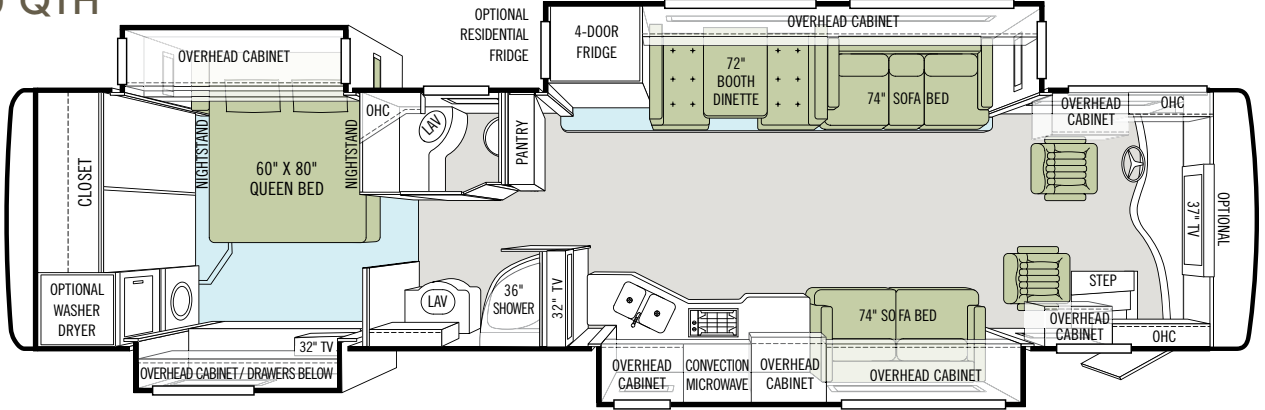 QTH
OVERHEAD CABINET
OPTIONAL
RESIDENTIAL
FRIDGE
4-DOOR
FRIDGE
OVERHEAD CABINET
72"
BOOTH
DINETTE
74" SOFA BED
OVERHEAD
CABINET
OHC
CLOSET
NIGHTSTAND
60" X 80"
QUEEN BED
NIGHTSTAND
OHC
LAV
PANTRY
37" TV
OPTIONAL
OPTIONAL
WASHER
DRYER
LAV
36"
SHOWER
32" TV
STEP
74" SOFA BED
32" TV
OVERHEAD CABINET / DRAWERS BELOW
OVERHEAD
CABINET
CONVECTION
MICROWAVE
OVERHEAD
CABINET
OVERHEAD CABINET
OVERHEAD
CABINET
OHC